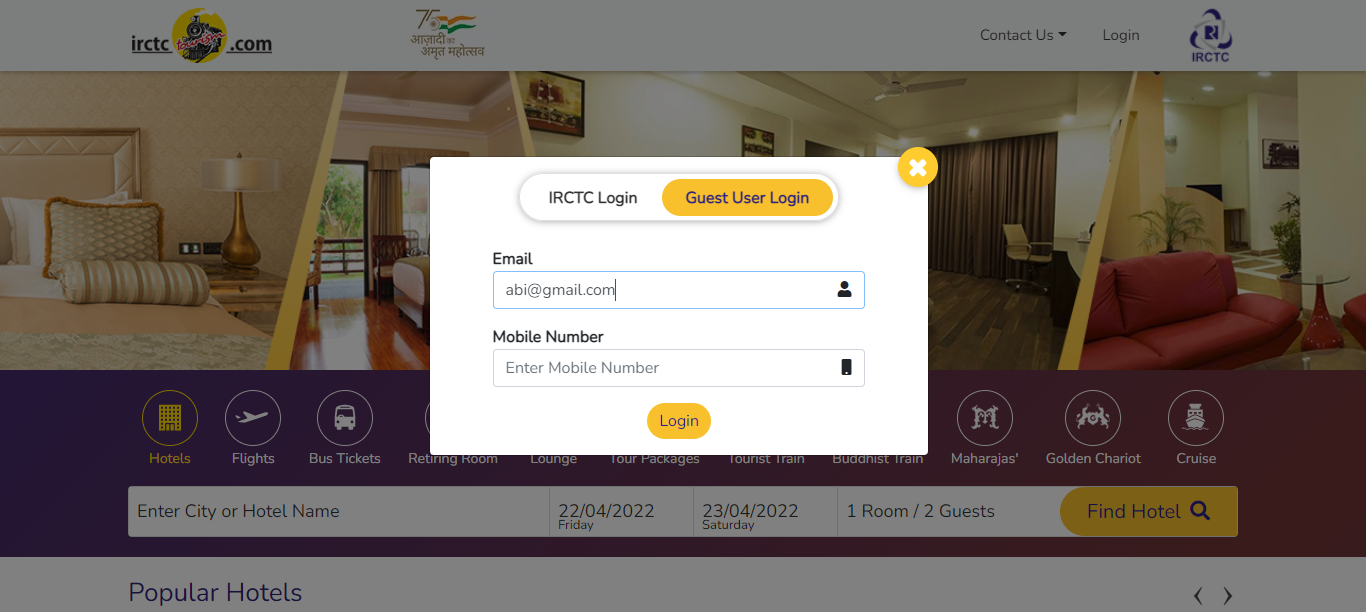 irctc tourism .com
75
आज़ादी का
अमृत महोत्सव
Contact Us
Login
IRCTC
IRCTC Login
Guest User Login
Email
abi@gmail.com
Mobile Number
Enter Mobile Number
Login
Hotels
Flights
Bus Tickets
Retiring Room
Lounge
Tour Packages
Tourist Train
Buddhist Train
Maharajas'
Golden Chariot
Cruise
Enter City or Hotel Name
22/04/2022
Friday
23/04/2022
Saturday
1 Room / 2 Guests
Find Hotel
Popular Hotels